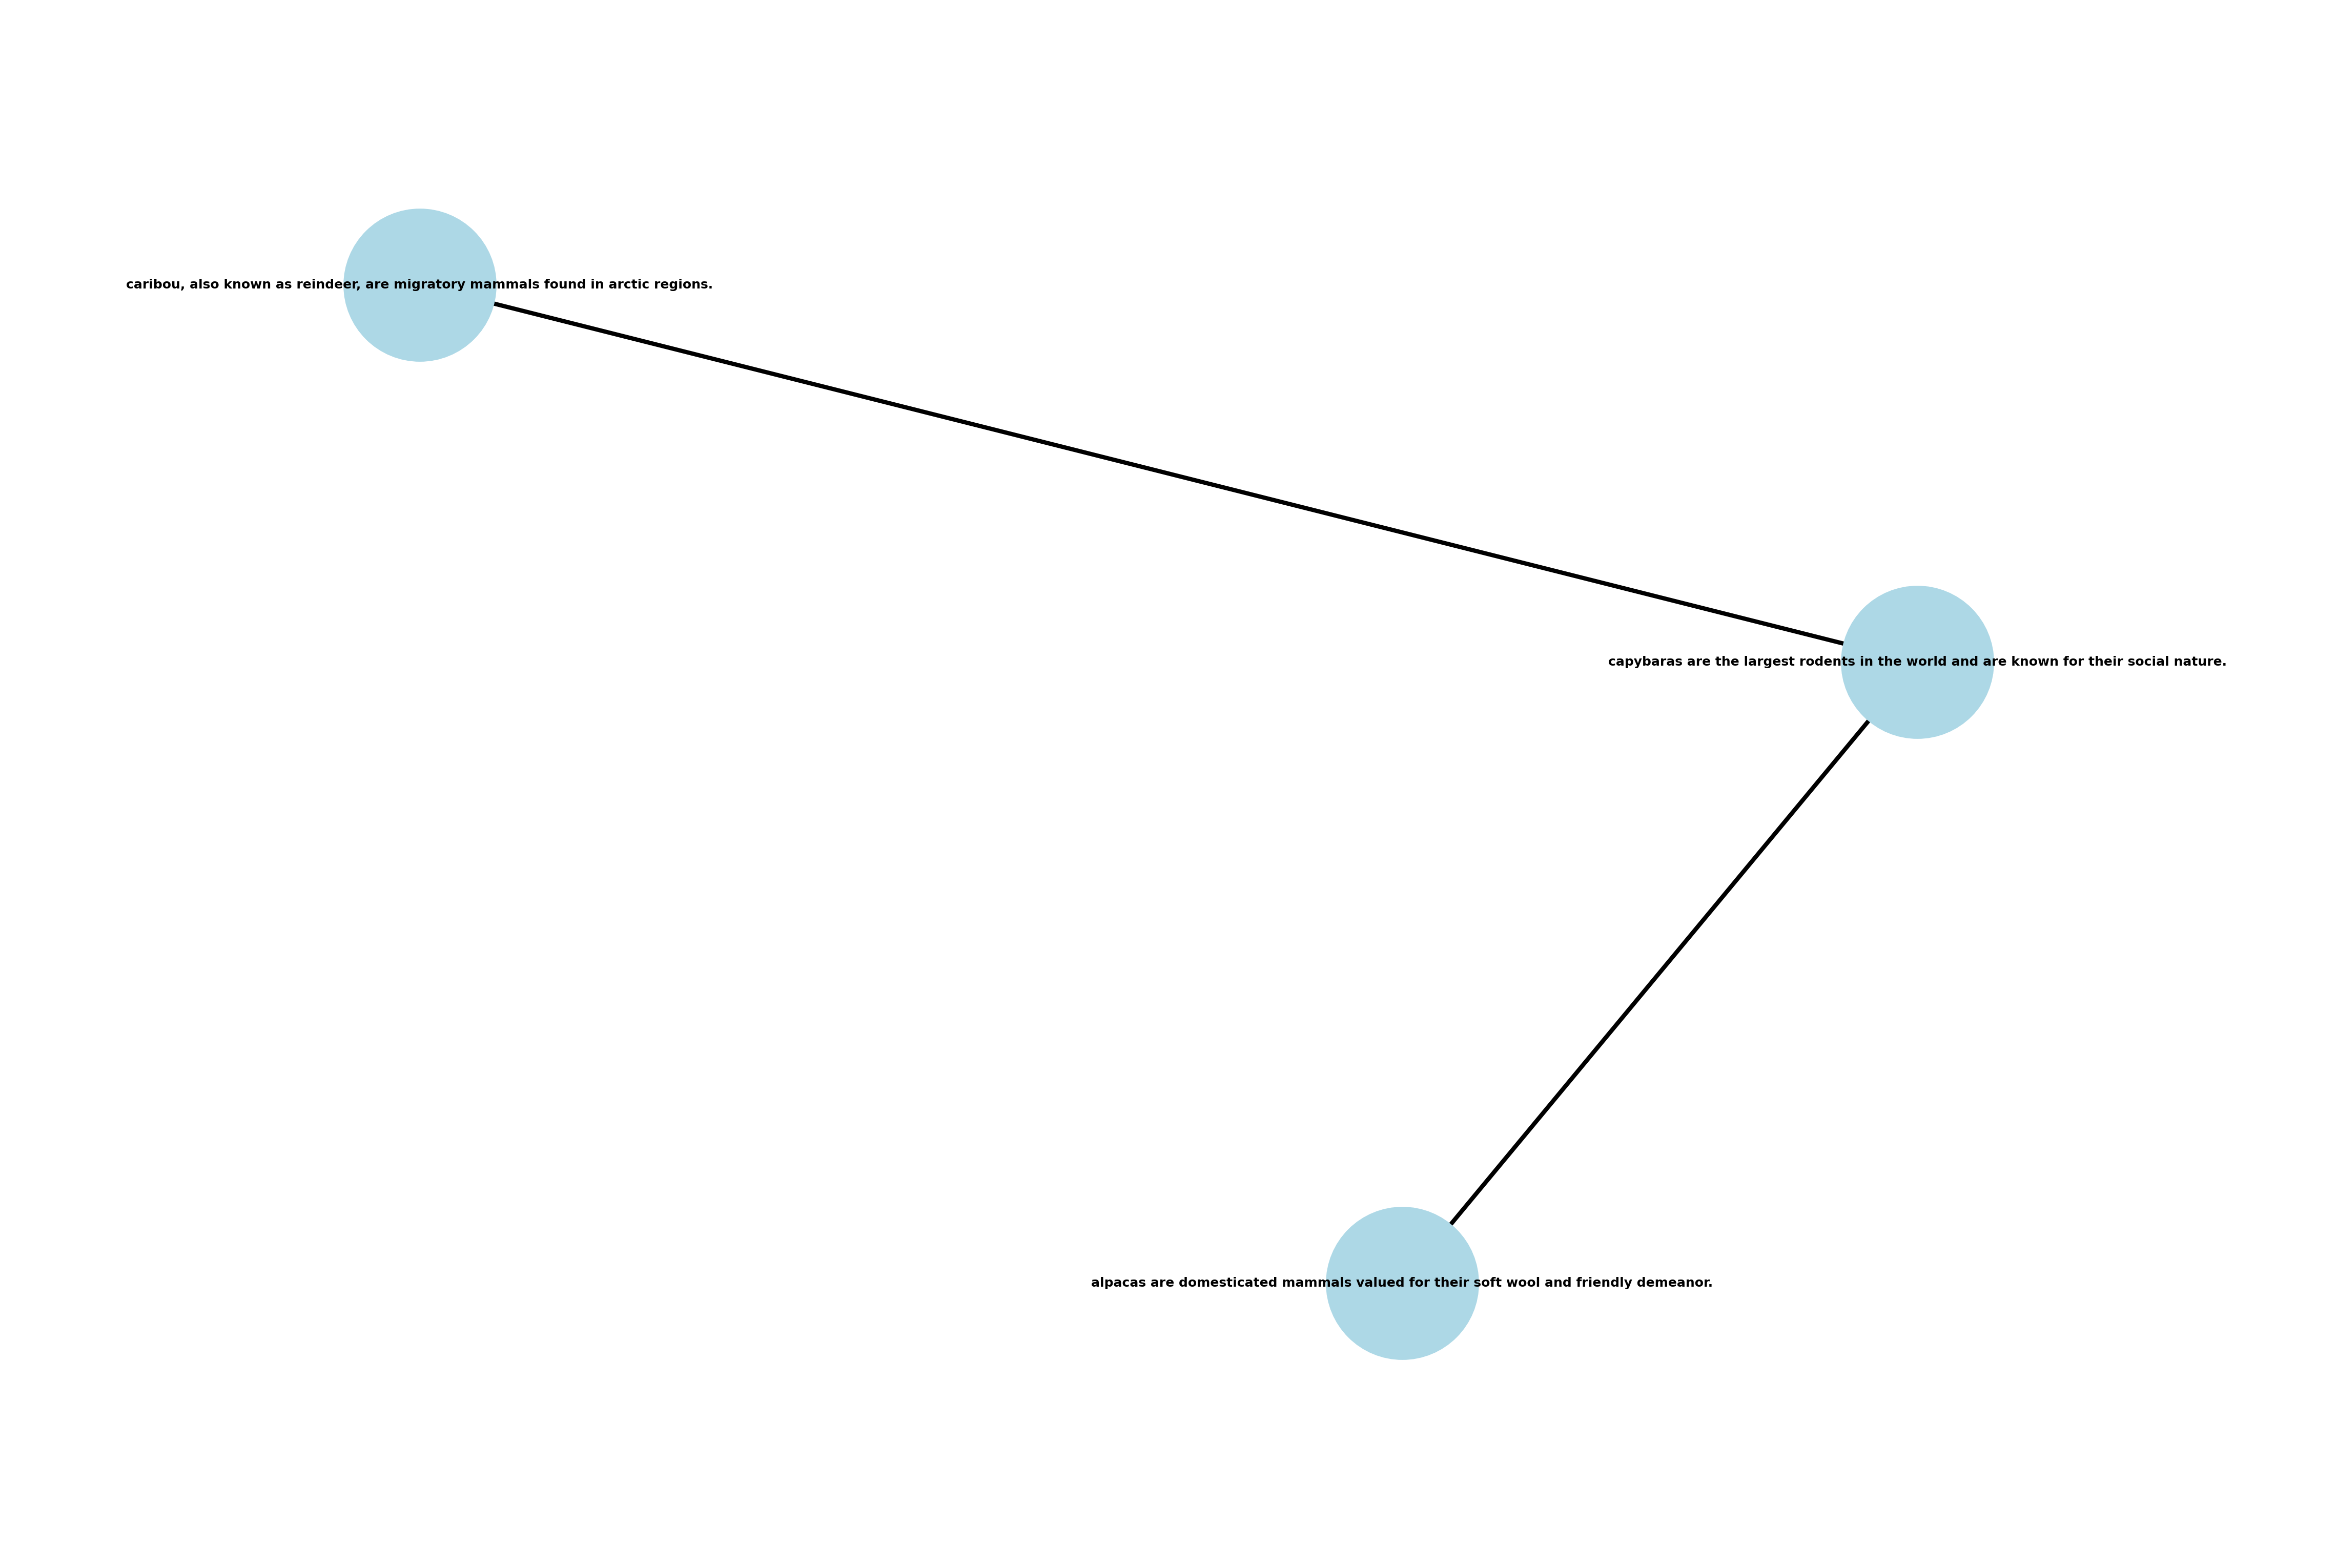 caribou, also known as reindeer, are migratory mammals found in arctic regions.
capybaras are the largest rodents in the world and are known for their social nature.
alpacas are domesticated mammals valued for their soft wool and friendly demeanor.